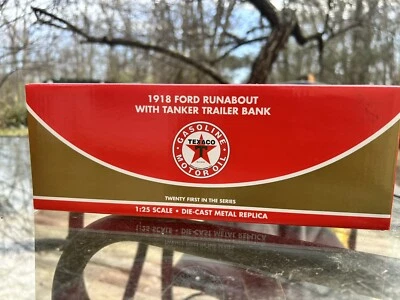 1918 FORD RUNABOUT
WITH TANKER TRAILER BANK
GASOLINE
TEXACO
T
MOTOR OIL
TWENTY FIRST IN THE SERIES
1:25 SCALE • DIE-CAST METAL REPLICA